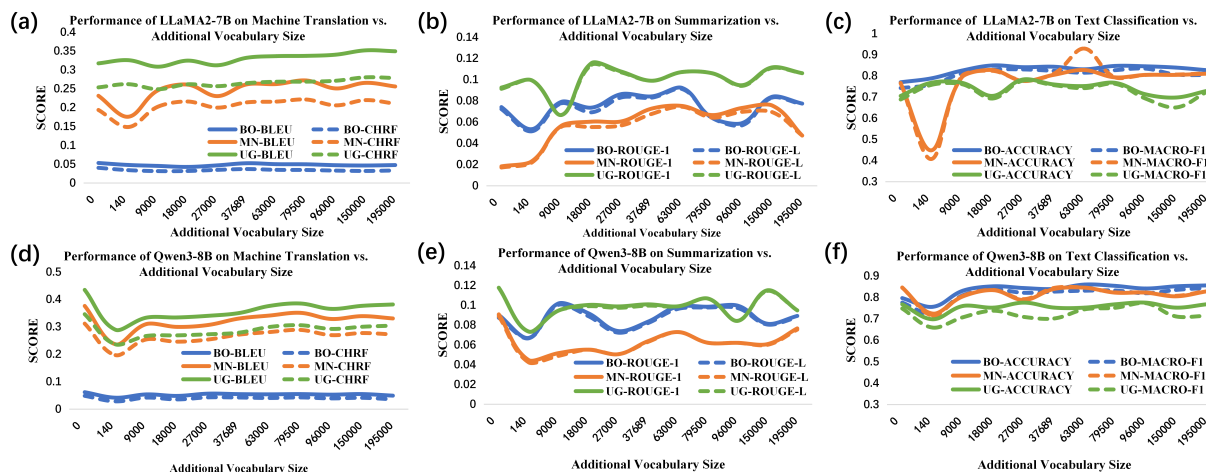 (a)
Performance of LLaMA2-7B on Machine Translation vs.
Additional Vocabulary Size
SCORE
0.4
0.35
0.3
0.25
0.2
0.15
0.1
0.05
0
BO-BLEU
BO-CHRF
MN-BLEU
MN-CHRF
UG-BLEU
UG-CHRF
0
140
9000
18000
27000
37689
63000
79500
96000
150000
195000
Additional Vocabulary Size
(b)
Performance of LLaMA2-7B on Summarization vs.
Additional Vocabulary Size
SCORE
0.14
0.12
0.1
0.08
0.06
0.04
0.02
0
BO-ROUGE-1
BO-ROUGE-L
MN-ROUGE-1
MN-ROUGE-L
UG-ROUGE-1
UG-ROUGE-L
0
140
9000
18000
27000
37689
63000
79500
96000
150000
195000
Additional Vocabulary Size
(c)
Performance of LLaMA2-7B on Text Classification vs.
Additional Vocabulary Size
SCORE
1
0.9
0.8
0.7
0.6
0.5
0.4
0.3
BO-ACCURACY
BO-MACRO-F1
MN-ACCURACY
MN-MACRO-F1
UG-ACCURACY
UG-MACRO-F1
0
140
9000
18000
27000
37689
63000
79500
96000
150000
195000
Additional Vocabulary Size
(d)
Performance of Qwen3-8B on Machine Translation vs.
Additional Vocabulary Size
SCORE
0.5
0.4
0.3
0.2
0.1
0
BO-BLEU
BO-CHRF
MN-BLEU
MN-CHRF
UG-BLEU
UG-CHRF
0
140
9000
18000
27000
37689
63000
79500
96000
150000
195000
Additional Vocabulary Size
(e)
Performance of Qwen3-8B on Summarization vs.
Additional Vocabulary Size
SCORE
0.14
0.12
0.1
0.08
0.06
0.04
0.02
0
BO-ROUGE-1
BO-ROUGE-L
MN-ROUGE-1
MN-ROUGE-L
UG-ROUGE-1
UG-ROUGE-L
0
140
9000
18000
27000
37689
63000
79500
96000
150000
195000
Additional Vocabulary Size
(f)
Performance of Qwen3-8B on Text Classification vs.
Additional Vocabulary Size
SCORE
0.9
0.8
0.7
0.6
0.5
0.4
0.3
BO-ACCURACY
BO-MACRO-F1
MN-ACCURACY
MN-MACRO-F1
UG-ACCURACY
UG-MACRO-F1
0
140
9000
18000
27000
37689
63000
79500
96000
150000
195000
Additional Vocabulary Size